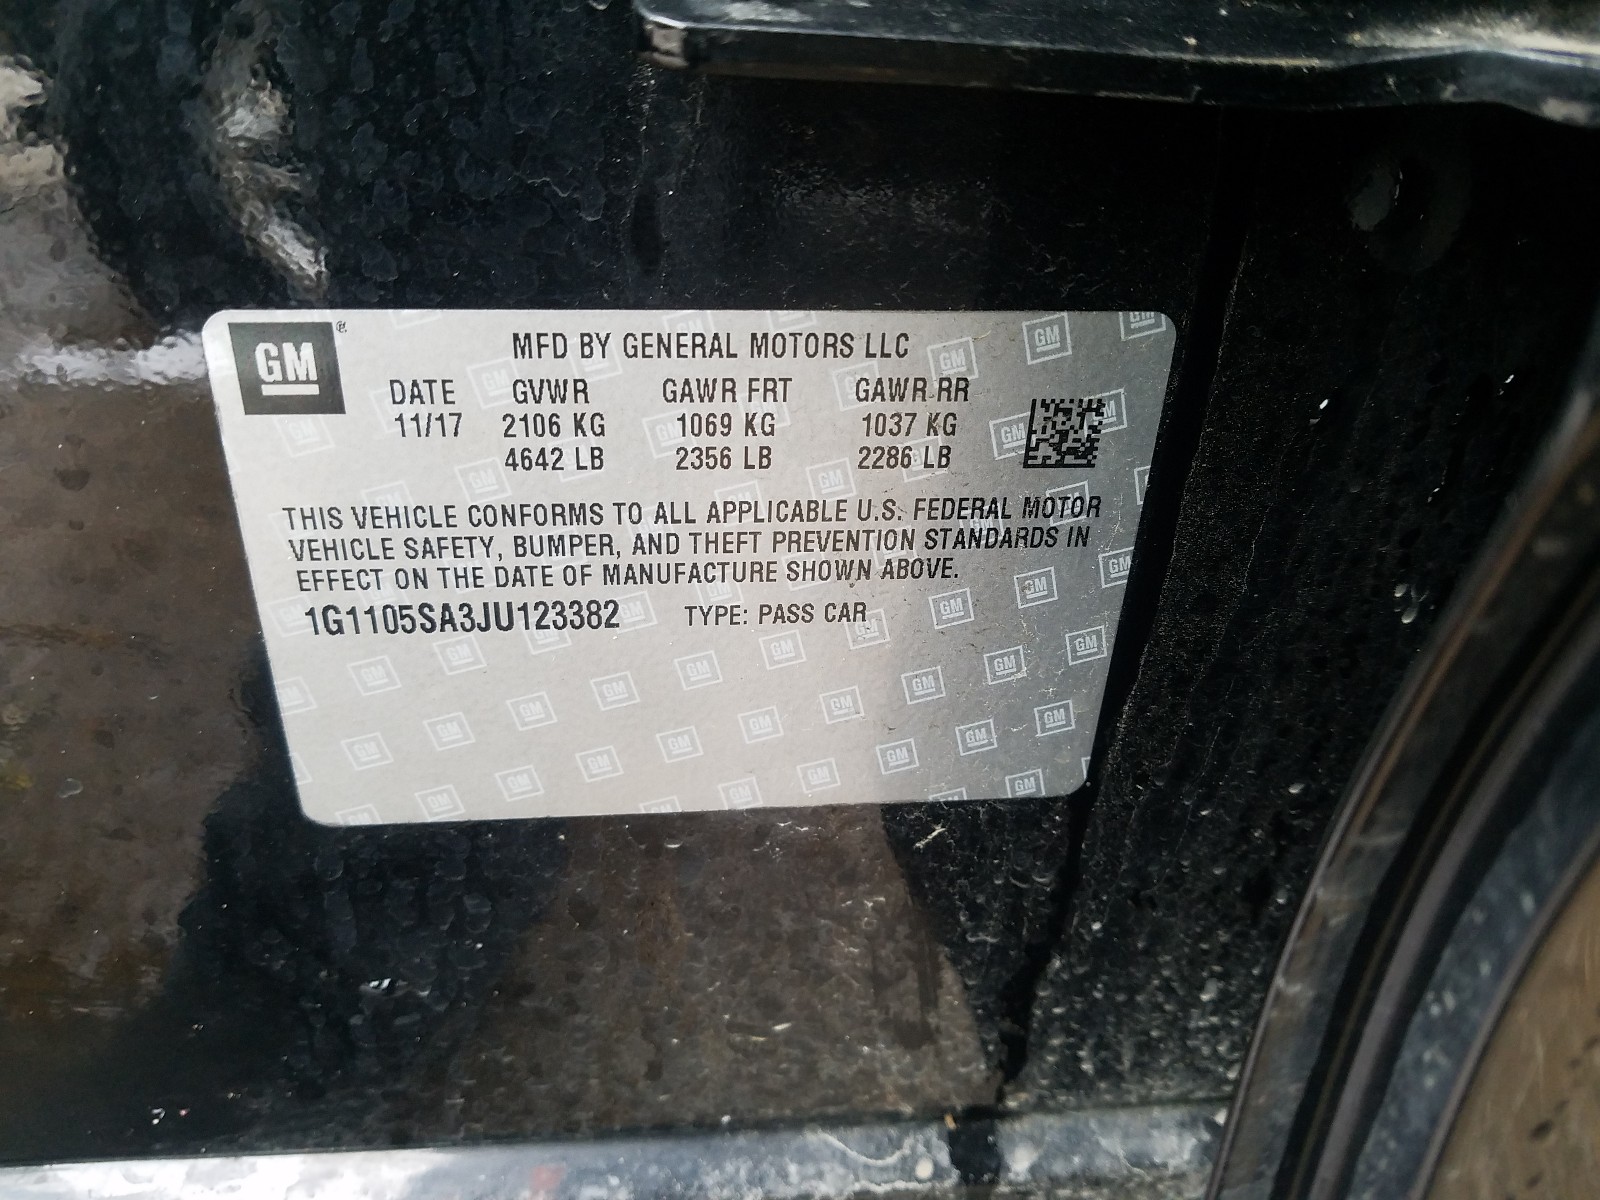 GM
MFD BY GENERAL MOTORS LLC
DATE GVWR GAWR FRT GAWR RR
11/17 2106 KG 1069 KG 1037 KG
4642 LB 2356 LB 2286 LB
THIS VEHICLE CONFORMS TO ALL APPLICABLE U.S. FEDERAL MOTOR
VEHICLE SAFETY, BUMPER, AND THEFT PREVENTION STANDARDS IN
EFFECT ON THE DATE OF MANUFACTURE SHOWN ABOVE.
1G1105SA3JU123382 TYPE: PASS CAR